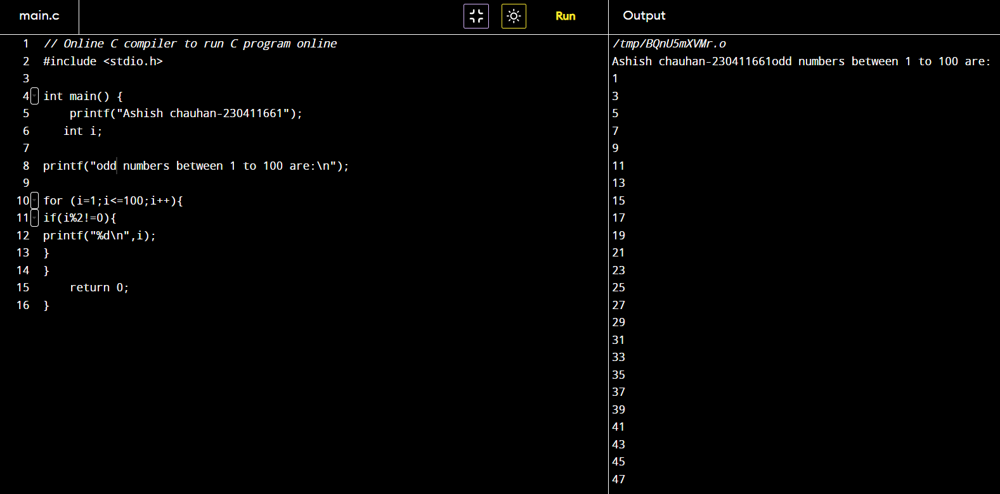 main.c
Run
Output
1 // Online C compiler to run C program online
2 #include <stdio.h>
3
4 int main() {
5     printf("Ashish chauhan-230411661");
6    int i;
7
8 printf("odd numbers between 1 to 100 are:\n");
9
10 for (i=1;i<=100;i++){
11 if(i%2!=0){
12 printf("%d\n",i);
13 }
14 }
15     return 0;
16 }
/tmp/BQnU5mXVMr.o
Ashish chauhan-230411661odd numbers between 1 to 100 are:
1
3
5
7
9
11
13
15
17
19
21
23
25
27
29
31
33
35
37
39
41
43
45
47